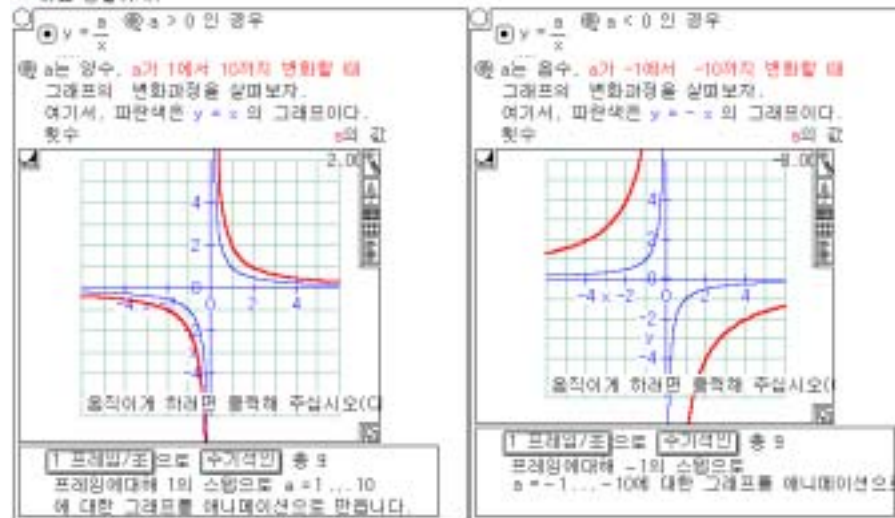 y = a/x a > 0 인 경우
a는 양수, a가 1에서 10까지 변화할 때
그래프의 변화과정을 살펴보자.
여기서, 파란색은 y = x 의 그래프이다.
횟수 a의 값
2.00
4
2
0
-4 0 2 4
-2
-4
움직이게 하려면 클릭해 주십시오(
1 프레임/초 으로 주기적인 총 9
프레임에대해 1의 스텝으로 a = 1 ... 10
에 대한 그래프를 애니메이션으로 만듭니다.
y = a/x a < 0 인 경우
a는 음수, a가 -1에서 -10까지 변화할 때
그래프의 변화과정을 살펴보자.
여기서, 파란색은 y = - x 의 그래프이다.
횟수 a의 값
-8.00
4
2
0
-4 x -2 0 2 4
-2
y
-4
움직이게 하려면 클릭해 주십시오(
1 프레임/초 으로 주기적인 총 9
프레임에대해 -1의 스텝으로
a = -1 ... -10에 대한 그래프를 애니메이션으